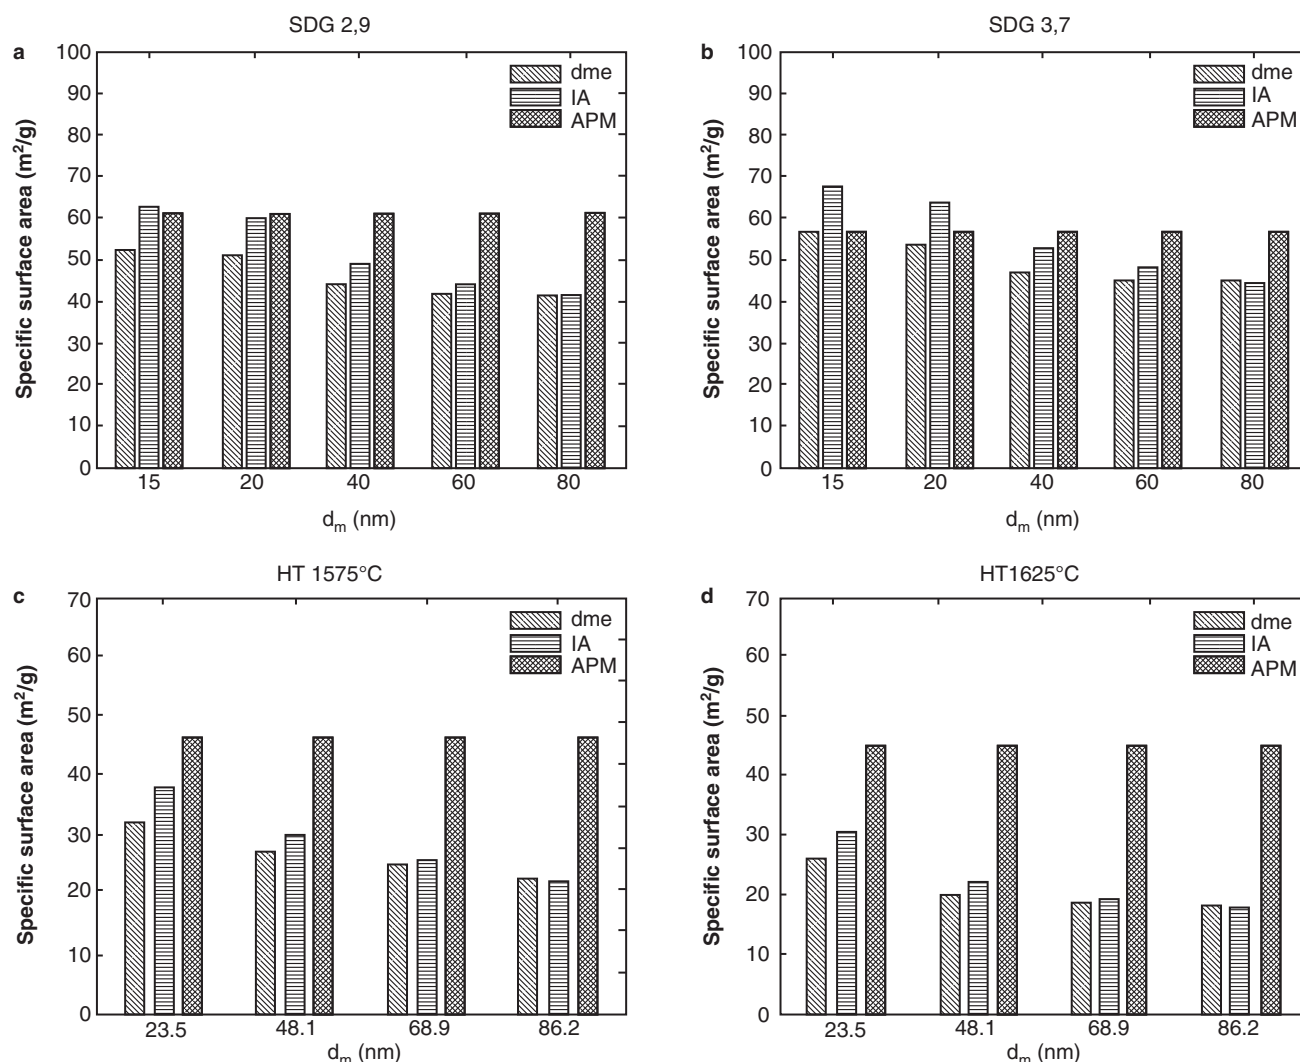 SDG 2,9
a
100
90
80
70
60
50
40
30
20
10
0
Specific surface area (m²/g)
dme
IA
APM
15 20 40 60 80
dₘ (nm)
SDG 3,7
b
100
90
80
70
60
50
40
30
20
10
0
Specific surface area (m²/g)
dme
IA
APM
15 20 40 60 80
dₘ (nm)
HT 1575°C
c
70
60
50
40
30
20
10
0
Specific surface area (m²/g)
dme
IA
APM
23.5 48.1 68.9 86.2
dₘ (nm)
HT1625°C
d
70
60
50
40
30
20
10
0
Specific surface area (m²/g)
dme
IA
APM
23.5 48.1 68.9 86.2
dₘ (nm)